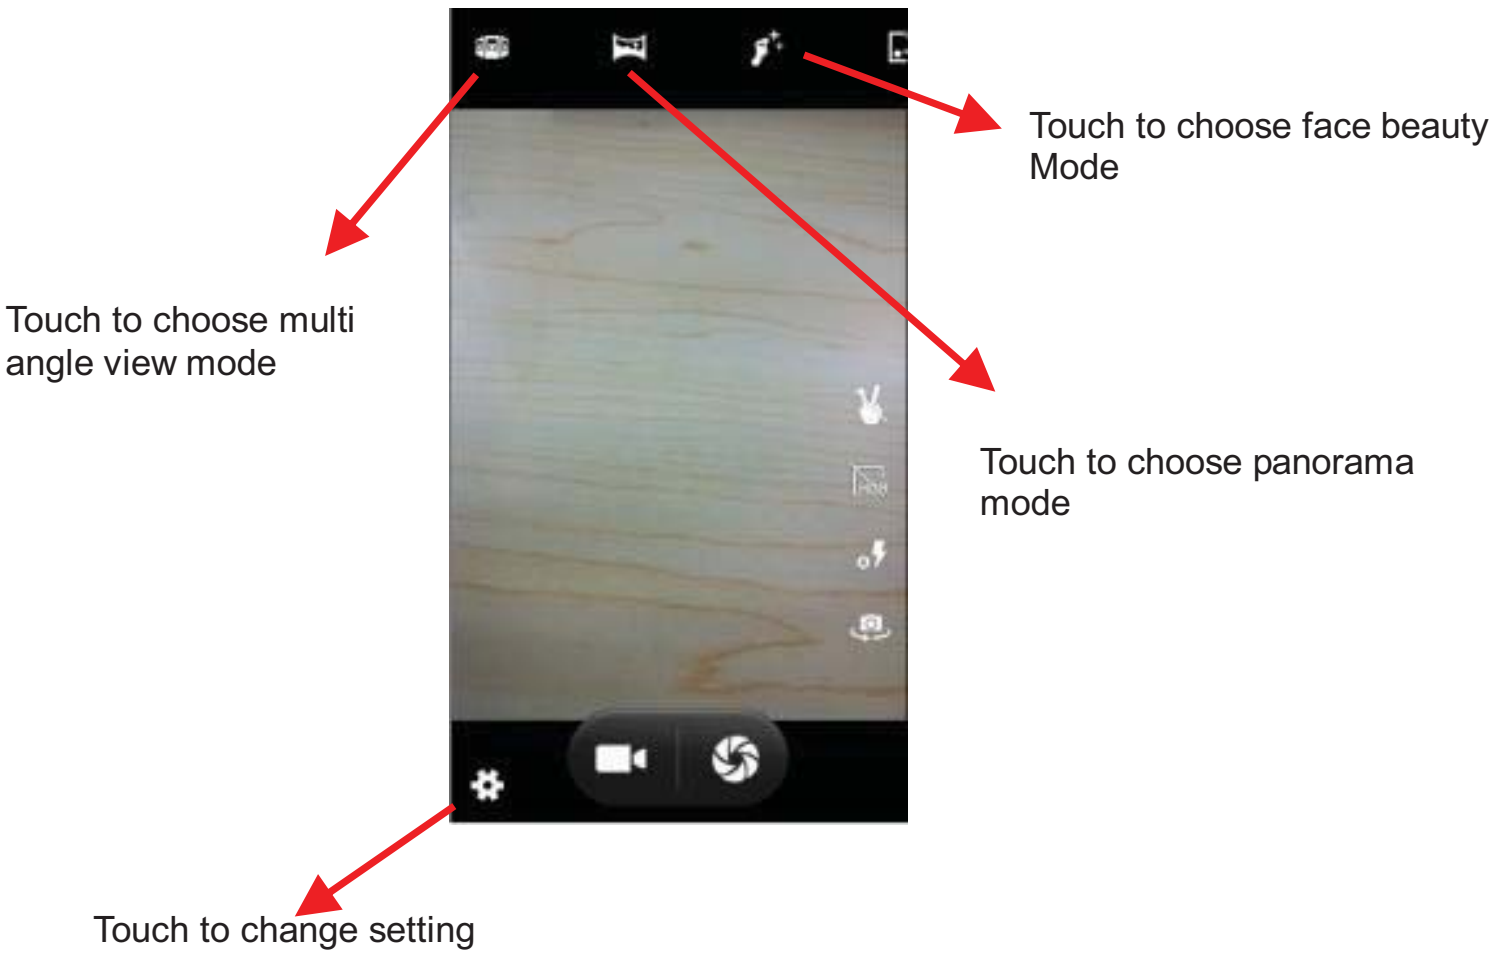 Touch to choose face beauty
Mode
Touch to choose multi
angle view mode
Touch to choose panorama
mode
HDR
Touch to change setting